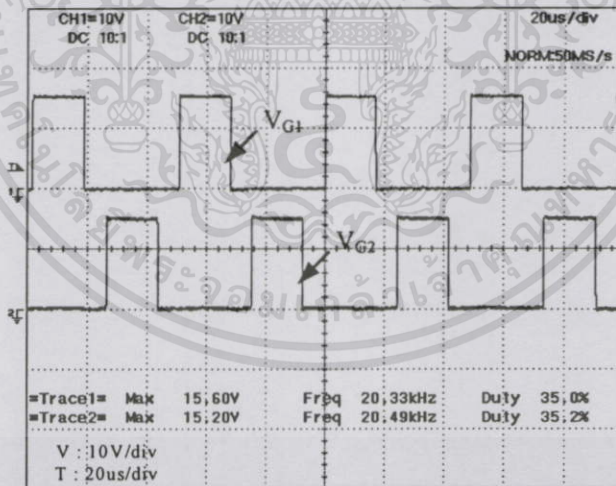 CH1=10V CH2=10V 20us/div
DC 10:1 DC 10:1
NORM:50MS/s
VG1
VG2
=Trace1= Max 15.60V Freq 20.33kHz Duty 35.0%
=Trace2= Max 15.20V Freq 20.49kHz Duty 35.2%
V : 10V/div
T : 20us/div